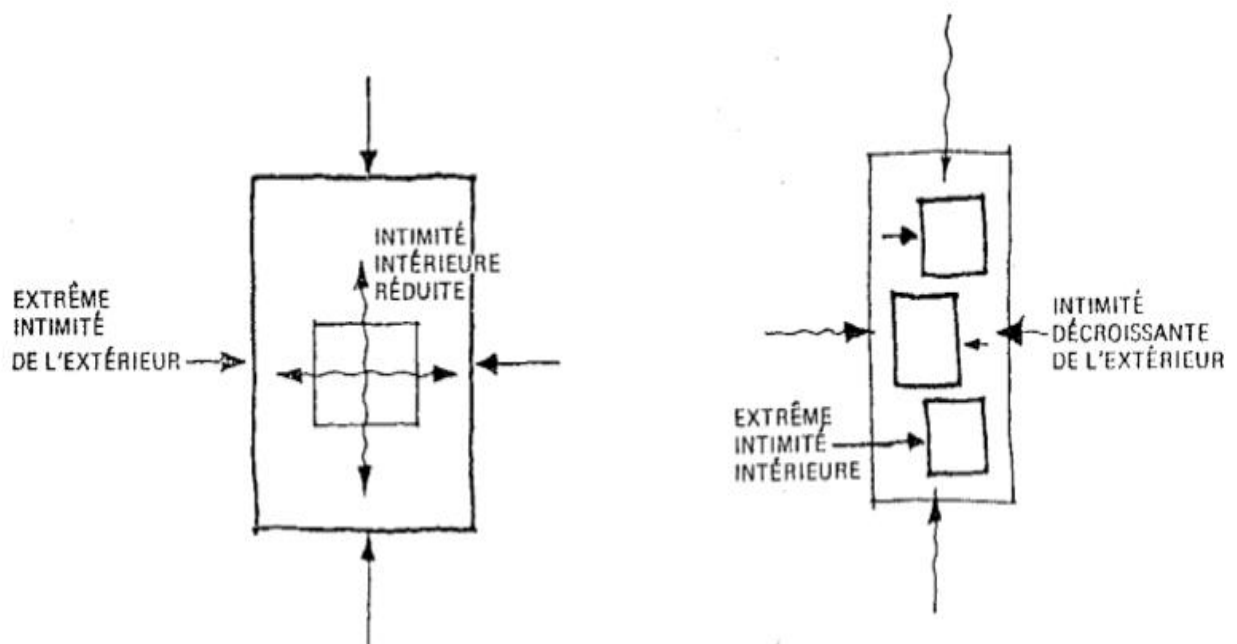 EXTRÊME
INTIMITÉ
DE L'EXTÉRIEUR
INTIMITÉ
INTÉRIEURE
RÉDUITE
INTIMITÉ
DÉCROISSANTE
DE L'EXTÉRIEUR
EXTRÊME
INTIMITÉ
INTÉRIEURE